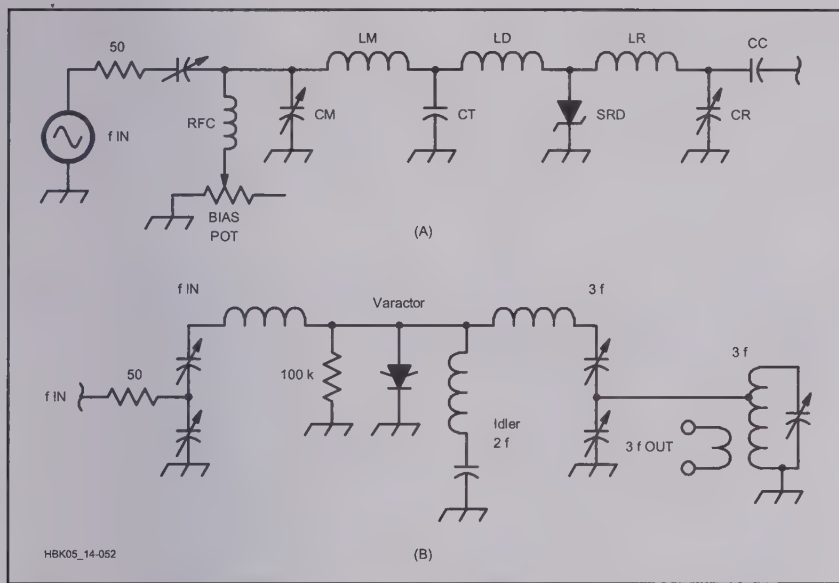 50
LM
LD
LR
CC
f IN
RFC
CM
CT
SRD
CR
BIAS
POT
(A)
f IN
Varactor
3 f
f IN
50
100 k
Idler
2 f
3 f
3 f OUT
HBK05_14-052
(B)